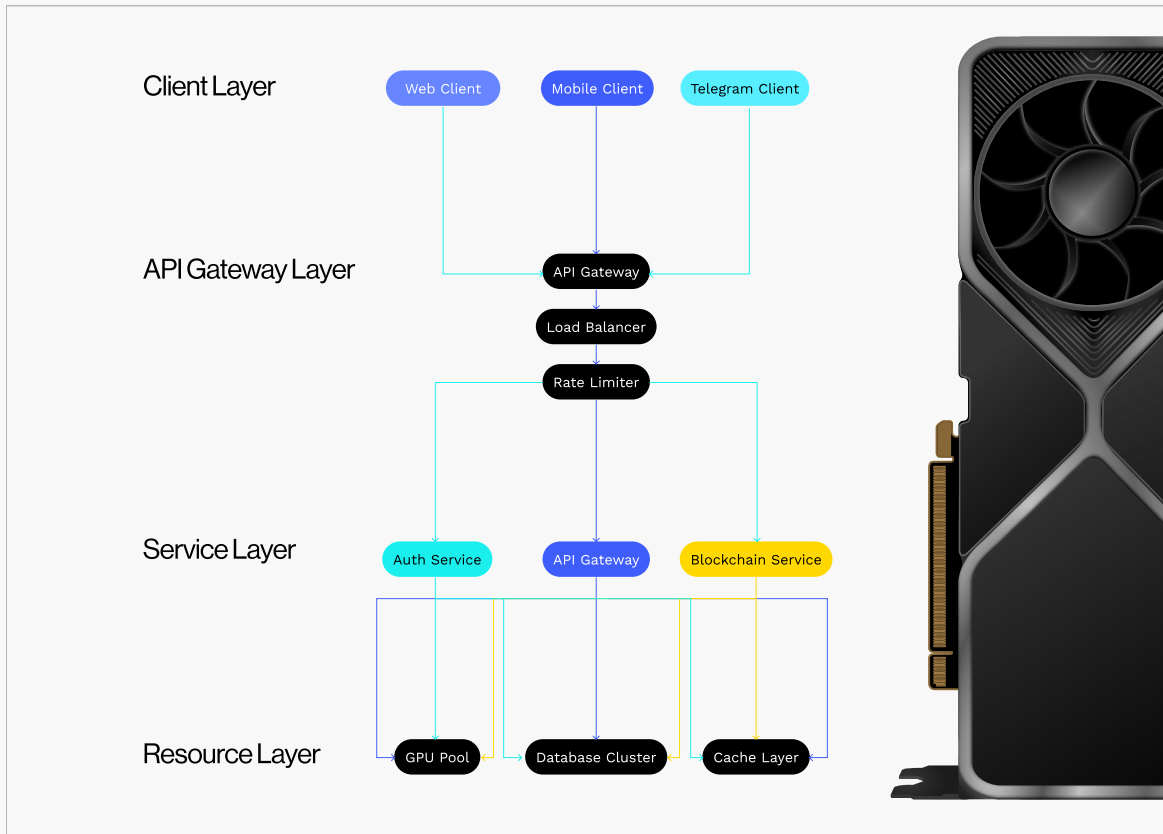 Client Layer
Web Client
Mobile Client
Telegram Client
API Gateway Layer
API Gateway
Load Balancer
Rate Limiter
Service Layer
Auth Service
API Gateway
Blockchain Service
Resource Layer
GPU Pool
Database Cluster
Cache Layer